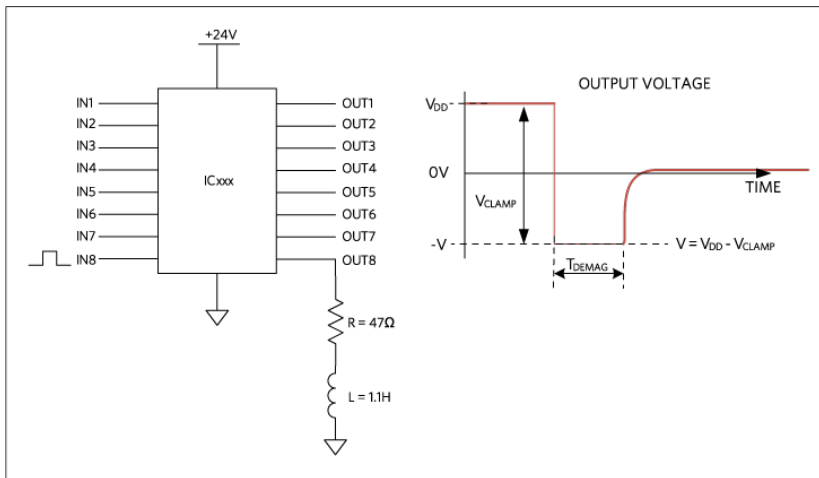 +24V
IN1
IN2
IN3
IN4
IN5
IN6
IN7
IN8
ICxxx
OUT1
OUT2
OUT3
OUT4
OUT5
OUT6
OUT7
OUT8
R = 47Ω
L = 1.1H
OUTPUT VOLTAGE
VDD
0V
TIME
VCLAMP
-V
V = VDD - VCLAMP
TDEMAG